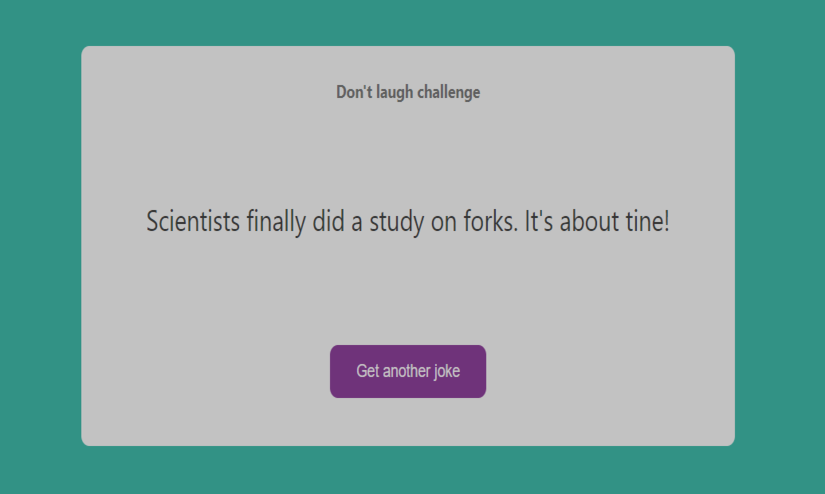 Don't laugh challenge
Scientists finally did a study on forks. It's about tine!
Get another joke